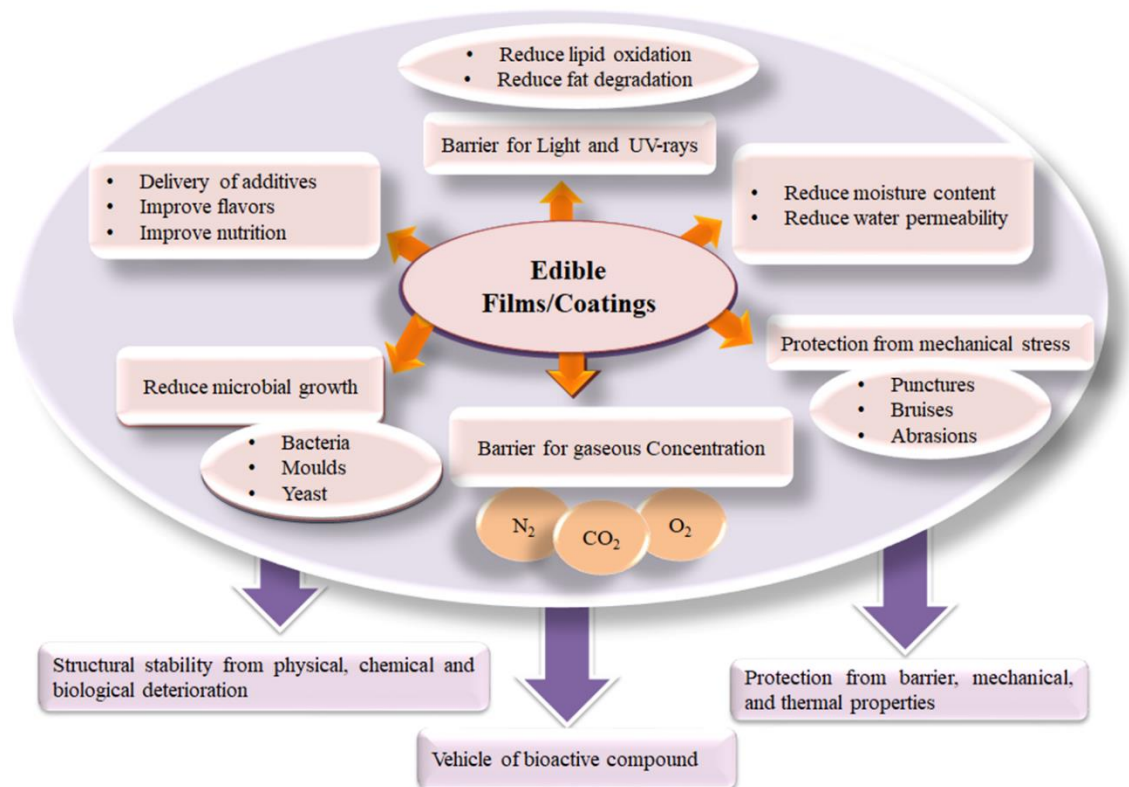 • Reduce lipid oxidation
• Reduce fat degradation
Barrier for Light and UV-rays
• Delivery of additives
• Improve flavors
• Improve nutrition
• Reduce moisture content
• Reduce water permeability
Edible
Films/Coatings
Protection from mechanical stress
• Punctures
• Bruises
• Abrasions
Reduce microbial growth
• Bacteria
• Moulds
• Yeast
Barrier for gaseous Concentration
N₂
CO₂
O₂
Structural stability from physical, chemical and
biological deterioration
Protection from barrier, mechanical,
and thermal properties
Vehicle of bioactive compound